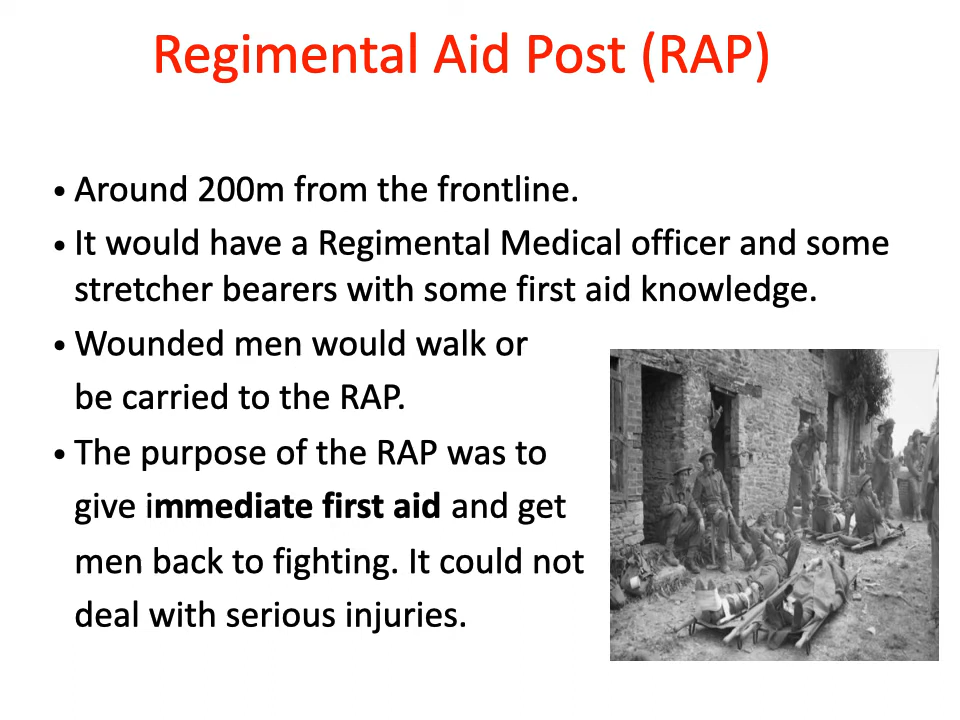 Regimental Aid Post (RAP)
• Around 200m from the frontline.
• It would have a Regimental Medical officer and some
stretcher bearers with some first aid knowledge.
• Wounded men would walk or
be carried to the RAP.
• The purpose of the RAP was to
give immediate first aid and get
men back to fighting. It could not
deal with serious injuries.